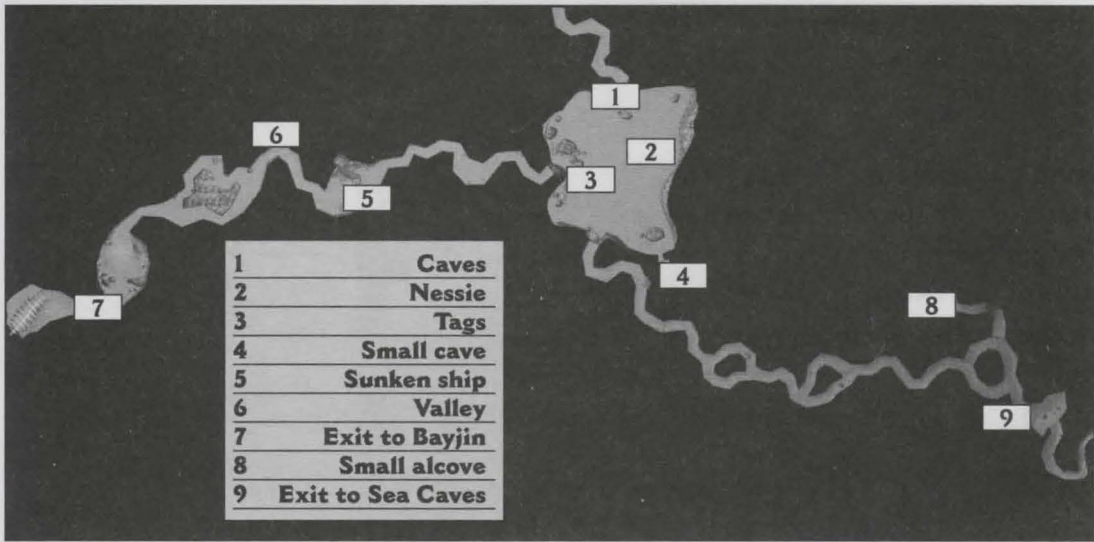 1
6
2
3
5
1 Caves
2 Nessie
3 Tags
4 Small cave
5 Sunken ship
6 Valley
7 Exit to Bayjin
8 Small alcove
9 Exit to Sea Caves
4
7
8
9